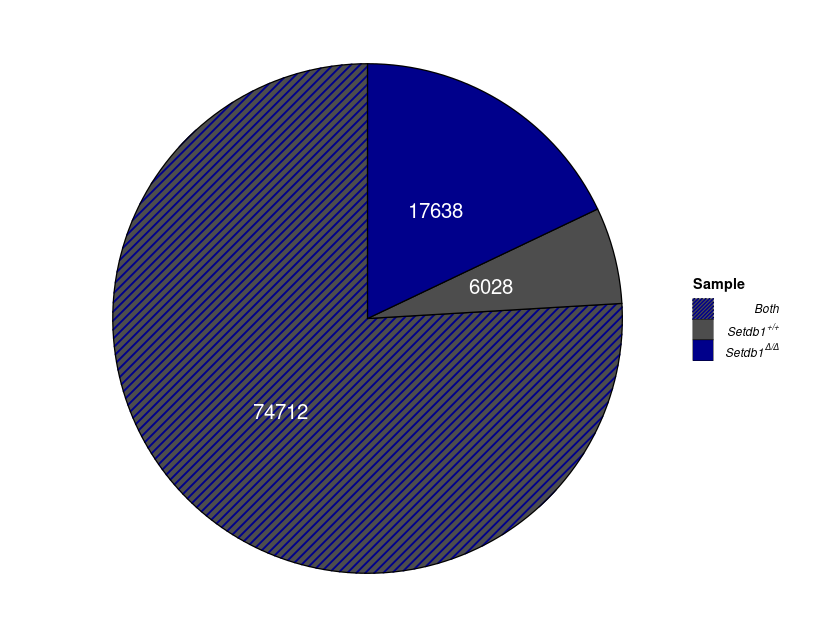 17638
6028
74712
Sample
Both
Setdb1+/+
Setdb1Δ/Δ